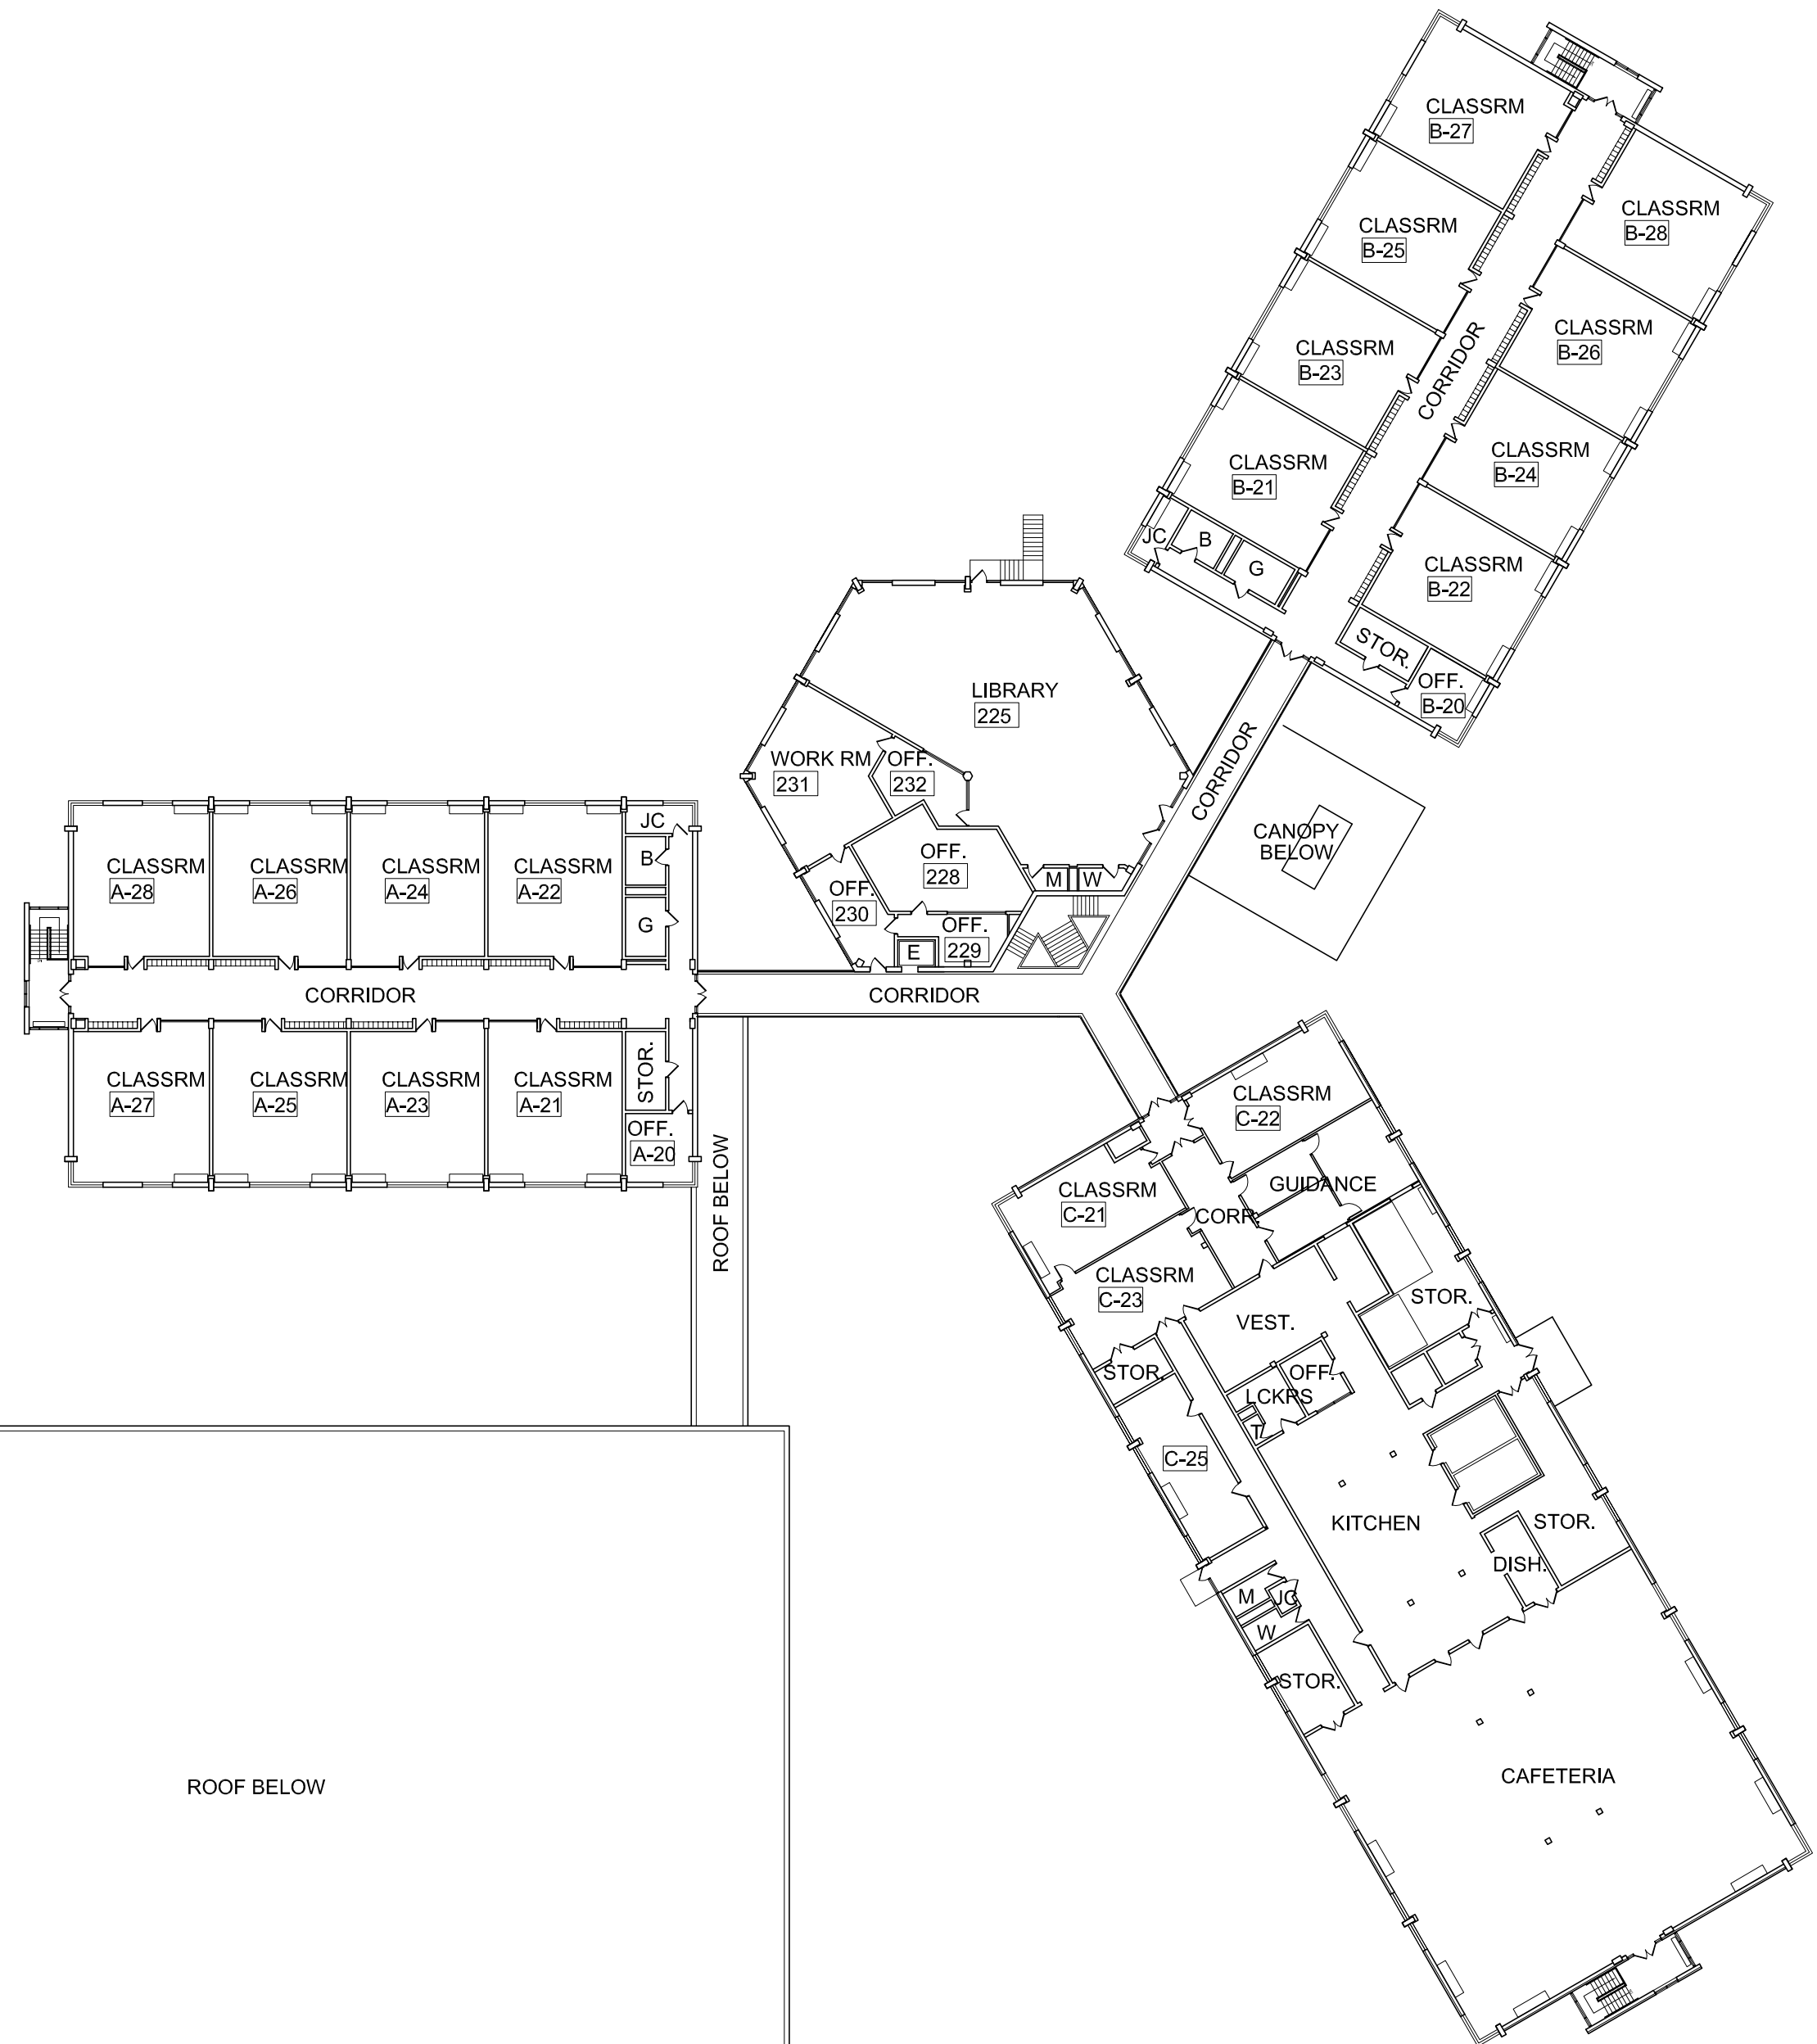 CLASSRM
B-27
CLASSRM
B-28
CLASSRM
B-25
CLASSRM
B-26
CLASSRM
B-23
CORRIDOR
CLASSRM
B-24
CLASSRM
B-21
CLASSRM
B-22
JC
B
G
STOR.
OFF.
B-20
LIBRARY
225
WORK RM
231
OFF.
232
CORRIDOR
CANOPY
BELOW
OFF.
228
M
W
OFF.
230
OFF.
229
E
JC
B
G
CLASSRM
A-28
CLASSRM
A-26
CLASSRM
A-24
CLASSRM
A-22
CORRIDOR
CORRIDOR
CLASSRM
A-27
CLASSRM
A-25
CLASSRM
A-23
CLASSRM
A-21
STOR.
OFF.
A-20
ROOF BELOW
CLASSRM
C-22
GUIDANCE
CLASSRM
C-21
CORR.
CLASSRM
C-23
STOR.
VEST.
STOR.
OFF.
LCKRS
T
C-25
KITCHEN
STOR.
DISH.
M
JC
W
STOR.
CAFETERIA
ROOF BELOW